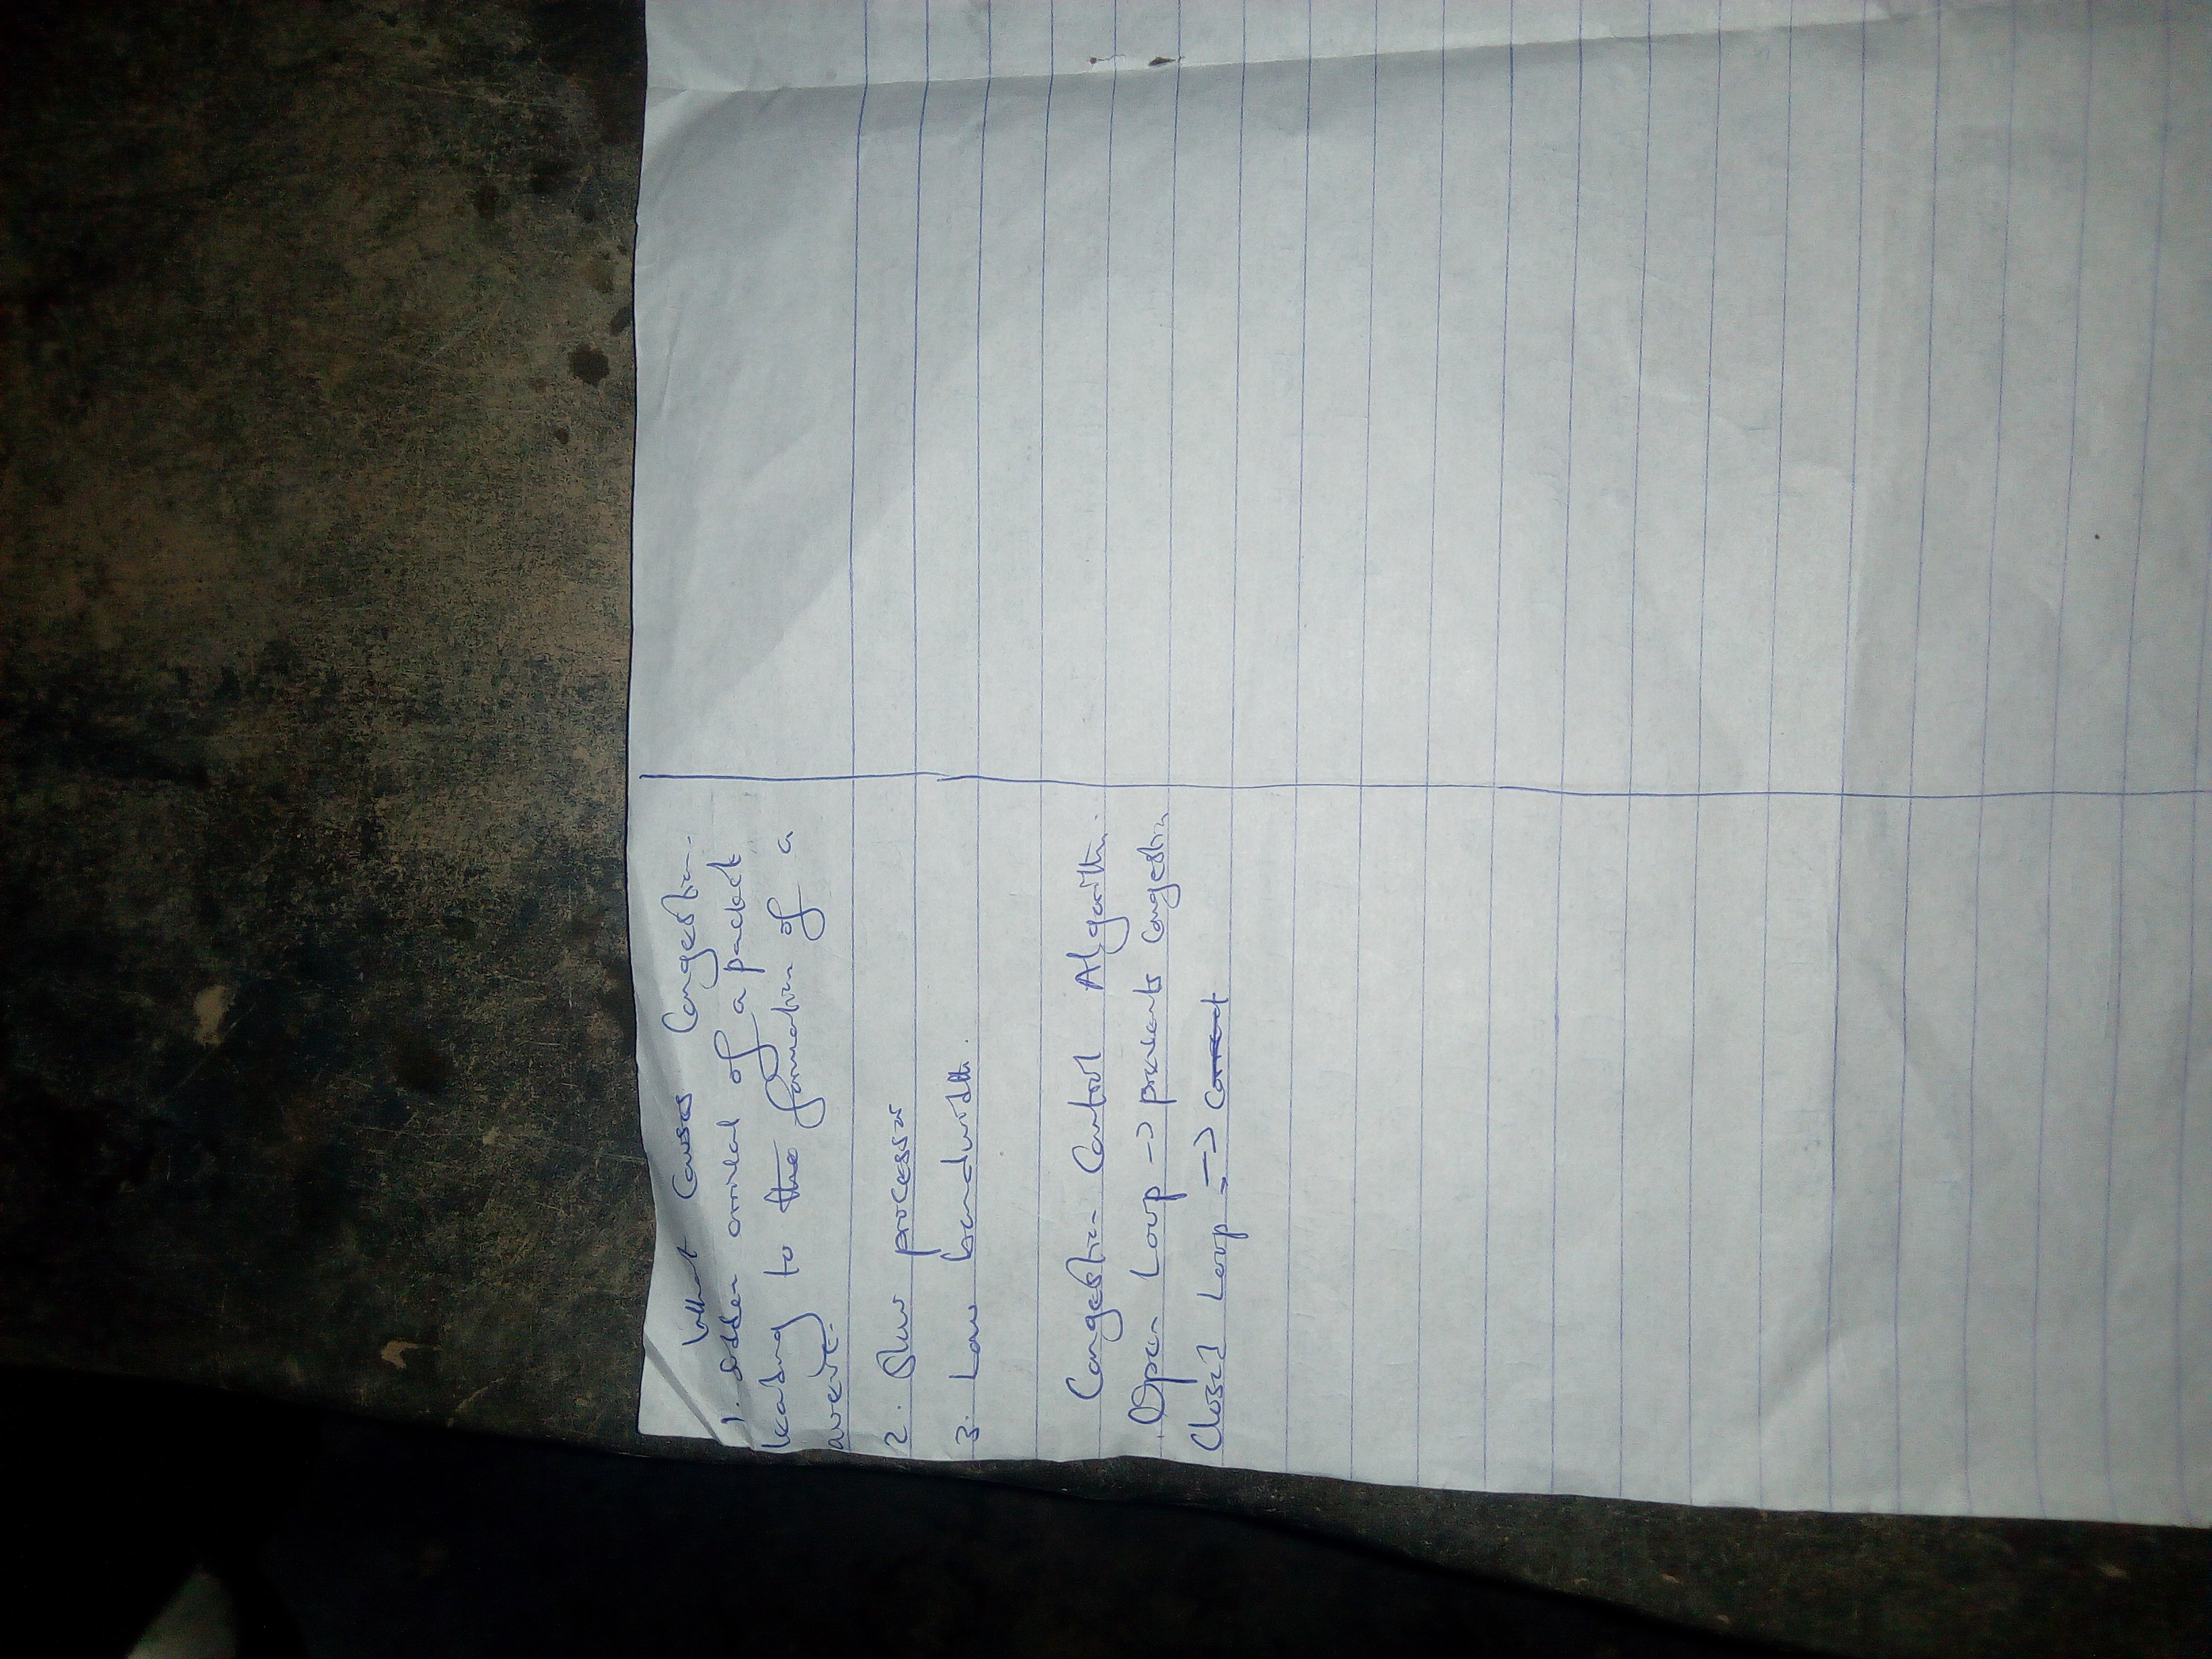 What Causes Congestion.
1. sudden arrival of a packet
leading to the formation of a
2. Slow processor
3. Low bandwidth.
Congestion Control Algorithm.
Open Loop -> prevents Congestion
Closed Loop -> Correct